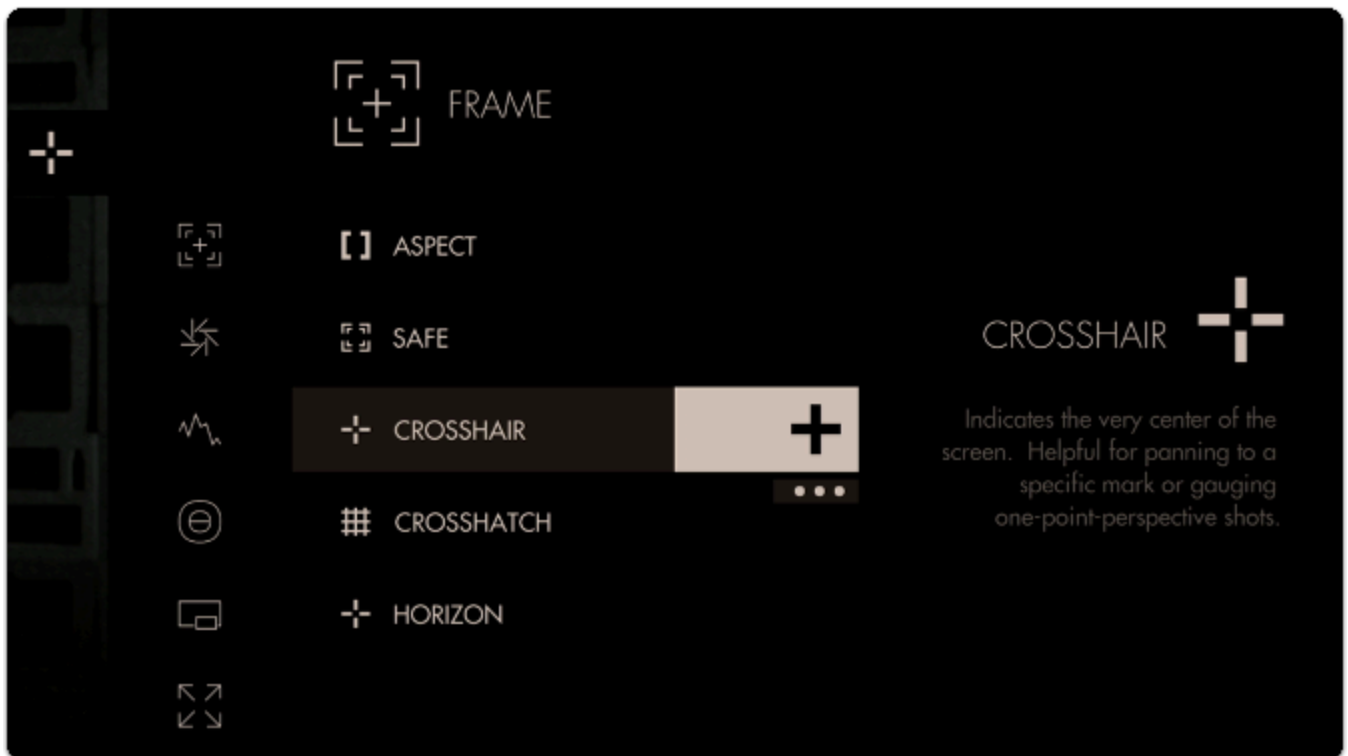 FRAME
ASPECT
SAFE
CROSSHAIR
CROSSHATCH
HORIZON
CROSSHAIR
Indicates the very center of the
screen. Helpful for panning to a
specific mark or gauging
one-point-perspective shots.